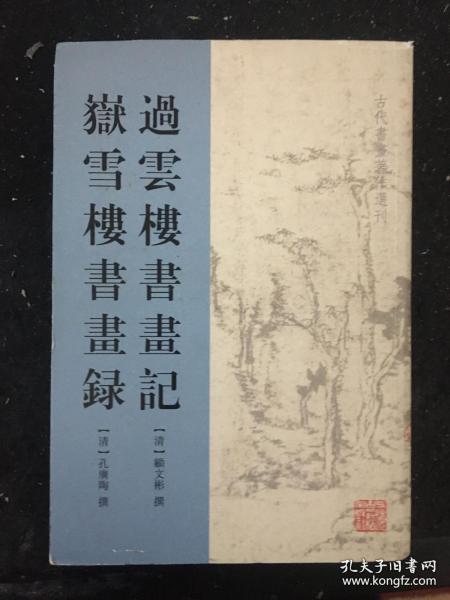 古代書畫著作選刊
過雲樓書畫記
[清]顧文彬 撰
嶽雪樓書畫録
[清]孔廣陶 撰
孔夫子旧书网
www.kongfz.com